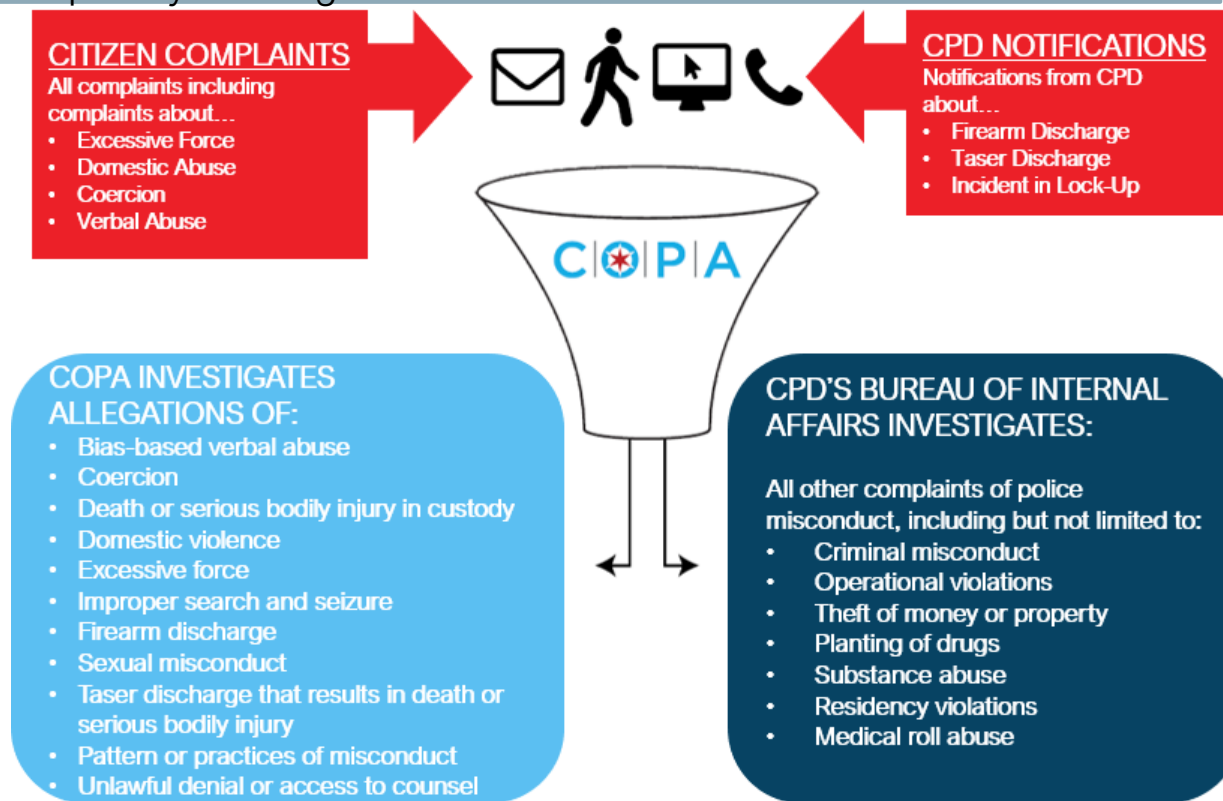 CITIZEN COMPLAINTS
All complaints including
complaints about...
• Excessive Force
• Domestic Abuse
• Coercion
• Verbal Abuse
CPD NOTIFICATIONS
Notifications from CPD
about...
• Firearm Discharge
• Taser Discharge
• Incident in Lock-Up
C|O|P|A
COPA INVESTIGATES
ALLEGATIONS OF:
• Bias-based verbal abuse
• Coercion
• Death or serious bodily injury in custody
• Domestic violence
• Excessive force
• Improper search and seizure
• Firearm discharge
• Sexual misconduct
• Taser discharge that results in death or
serious bodily injury
• Pattern or practices of misconduct
• Unlawful denial or access to counsel
CPD'S BUREAU OF INTERNAL
AFFAIRS INVESTIGATES:
All other complaints of police
misconduct, including but not limited to:
• Criminal misconduct
• Operational violations
• Theft of money or property
• Planting of drugs
• Substance abuse
• Residency violations
• Medical roll abuse